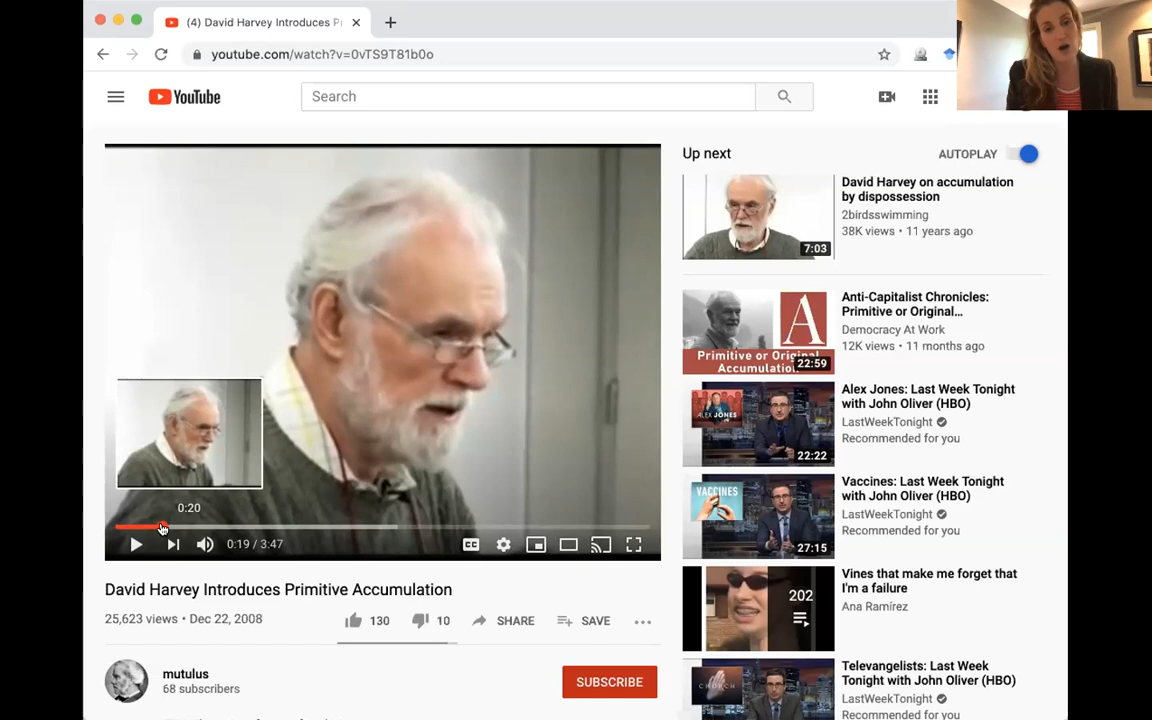 (4) David Harvey Introduces P
youtube.com/watch?v=0vTS9T81b0o
YouTube
Search
0:20
0:19 / 3:47
CC
David Harvey Introduces Primitive Accumulation
25,623 views • Dec 22, 2008
130
10
SHARE
SAVE
mutulus
68 subscribers
SUBSCRIBE
Up next
AUTOPLAY
7:03
David Harvey on accumulation
by dispossession
2birdsswimming
38K views • 11 years ago
A
Primitive or Original
Accumulation
22:59
Anti-Capitalist Chronicles:
Primitive or Original…
Democracy At Work
12K views • 11 months ago
ALEX JONES
22:22
Alex Jones: Last Week Tonight
with John Oliver (HBO)
LastWeekTonight
Recommended for you
VACCINES
27:15
Vaccines: Last Week Tonight
with John Oliver (HBO)
LastWeekTonight
Recommended for you
202
Vines that make me forget that
I'm a failure
Ana Ramírez
CHURCH
Televangelists: Last Week
Tonight with John Oliver (HBO)
LastWeekTonight
Recommended for you